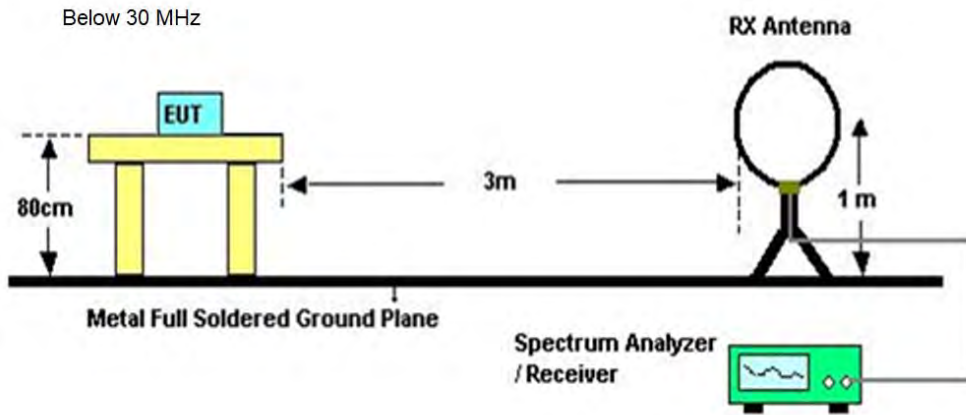 Below 30 MHz
RX Antenna
EUT
80cm
3m
1 m
Metal Full Soldered Ground Plane
Spectrum Analyzer
/ Receiver